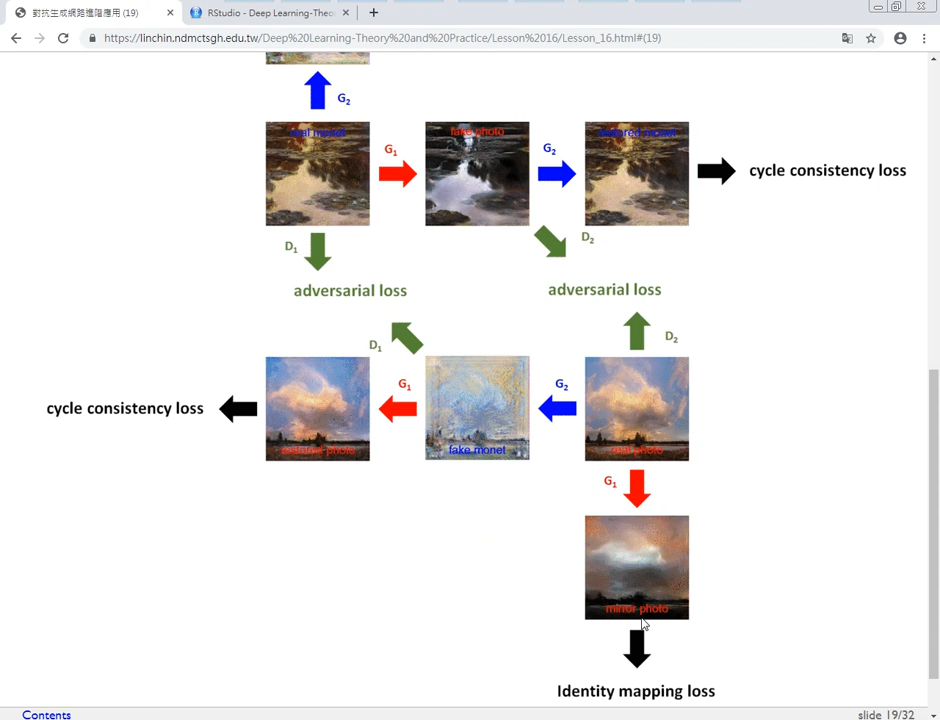 對抗生成網路進階應用 (19)
RStudio - Deep Learning-Theo
https://linchin.ndmctsgh.edu.tw/Deep%20Learning-Theory%20and%20Practice/Lesson%2016/Lesson_16.html#(19)
G2
real monet
G1
fake photo
G2
restored monet
cycle consistency loss
D1
D2
adversarial loss
adversarial loss
D1
D2
cycle consistency loss
G1
G2
restored photo
fake monet
real photo
G1
mirror photo
Identity mapping loss
Contents
slide 19/32